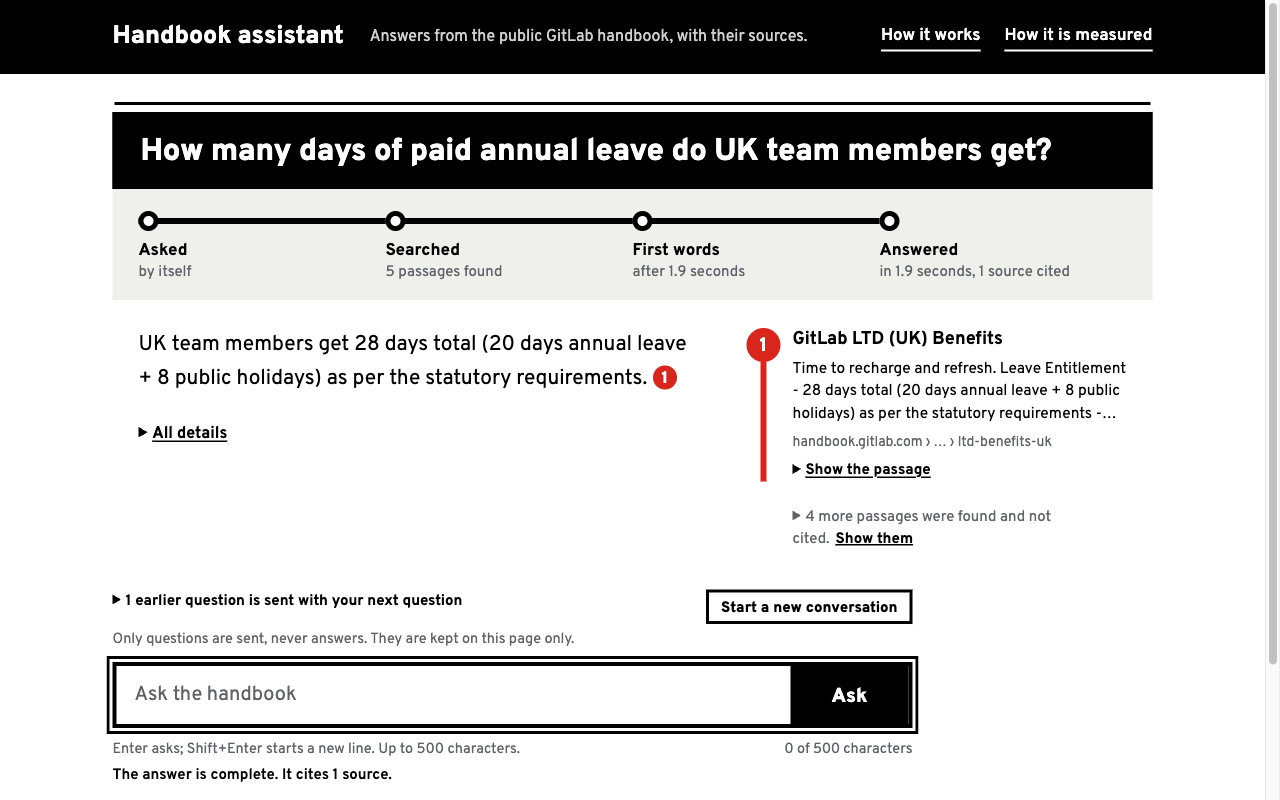 Handbook assistant
Answers from the public GitLab handbook, with their sources.
How it works
How it is measured
How many days of paid annual leave do UK team members get?
Asked
by itself
Searched
5 passages found
First words
after 1.9 seconds
Answered
in 1.9 seconds, 1 source cited
UK team members get 28 days total (20 days annual leave
+ 8 public holidays) as per the statutory requirements. 1
All details
1
GitLab LTD (UK) Benefits
Time to recharge and refresh. Leave Entitlement
- 28 days total (20 days annual leave + 8 public
holidays) as per the statutory requirements -…
handbook.gitlab.com › … › ltd-benefits-uk
Show the passage
4 more passages were found and not
cited. Show them
1 earlier question is sent with your next question
Start a new conversation
Only questions are sent, never answers. They are kept on this page only.
Ask the handbook
Ask
Enter asks; Shift+Enter starts a new line. Up to 500 characters.
0 of 500 characters
The answer is complete. It cites 1 source.